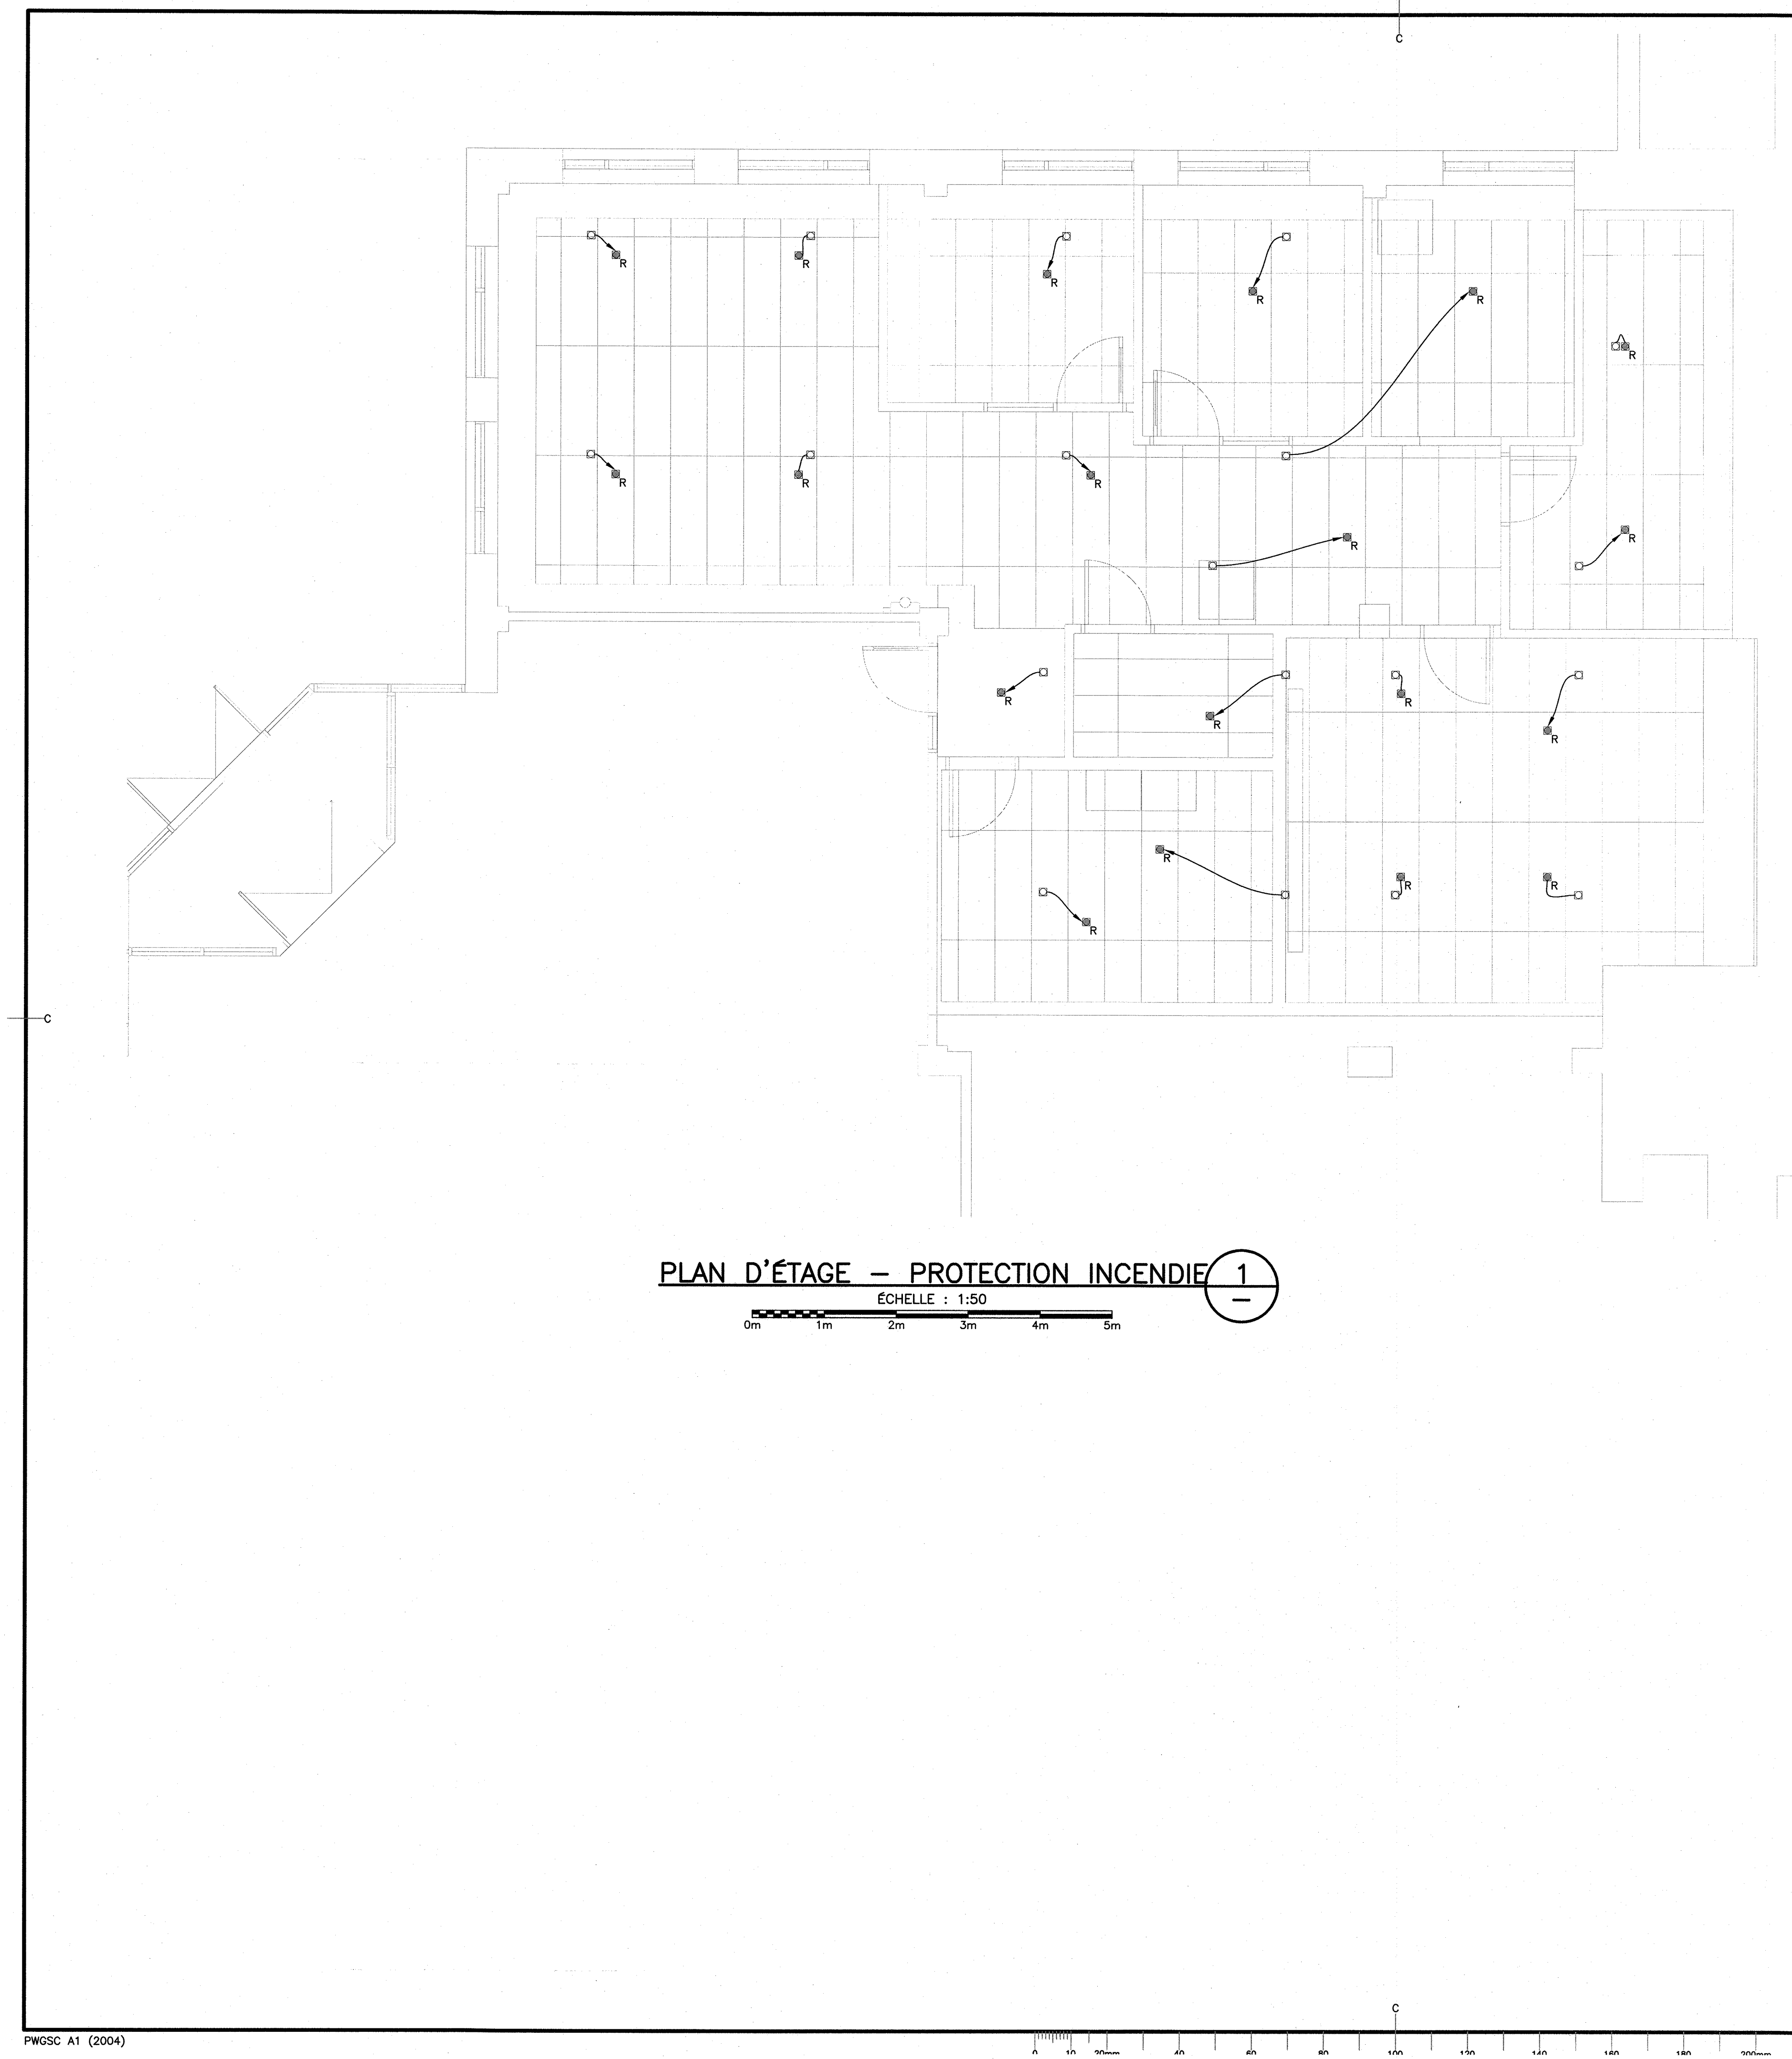 C
R R R R R
R
R R R
R
R
R R R
R
R
R R R
R
C
PLAN D'ÉTAGE – PROTECTION INCENDIE 1
ÉCHELLE : 1:50 –
0m 1m 2m 3m 4m 5m
C
PWGSC A1 (2004)
0 10 20mm 40 60 80 100 120 140 160 180 200mm